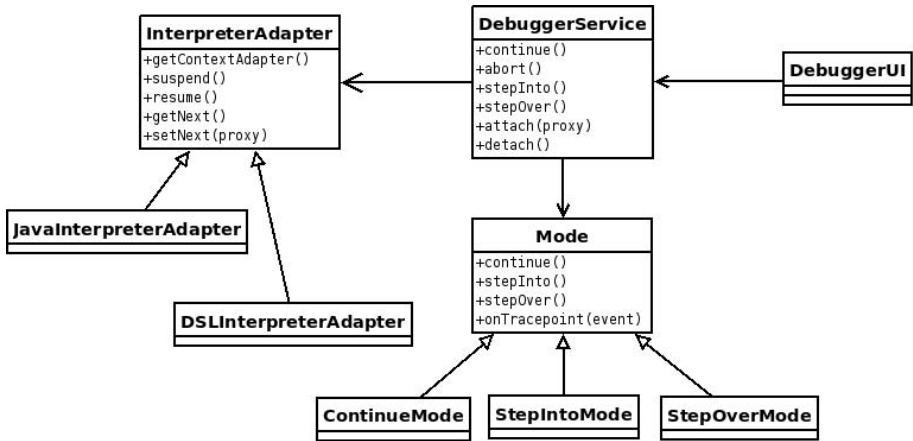 InterpreterAdapter
+getContextAdapter()
+suspend()
+resume()
+getNext()
+setNext(proxy)
DebuggerService
+continue()
+abort()
+stepInto()
+stepOver()
+attach(proxy)
+detach()
DebuggerUI
JavaInterpreterAdapter
DSLInterpreterAdapter
Mode
+continue()
+stepInto()
+stepOver()
+onTracepoint(event)
ContinueMode
StepIntoMode
StepOverMode